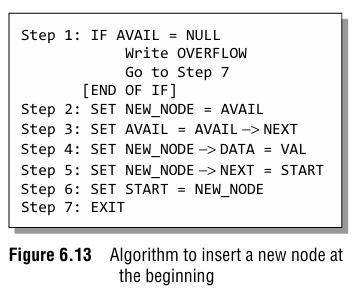 Step 1: IF AVAIL = NULL
Write OVERFLOW
Go to Step 7
[END OF IF]
Step 2: SET NEW_NODE = AVAIL
Step 3: SET AVAIL = AVAIL -> NEXT
Step 4: SET NEW_NODE -> DATA = VAL
Step 5: SET NEW_NODE -> NEXT = START
Step 6: SET START = NEW_NODE
Step 7: EXIT
Figure 6.13 Algorithm to insert a new node at
the beginning